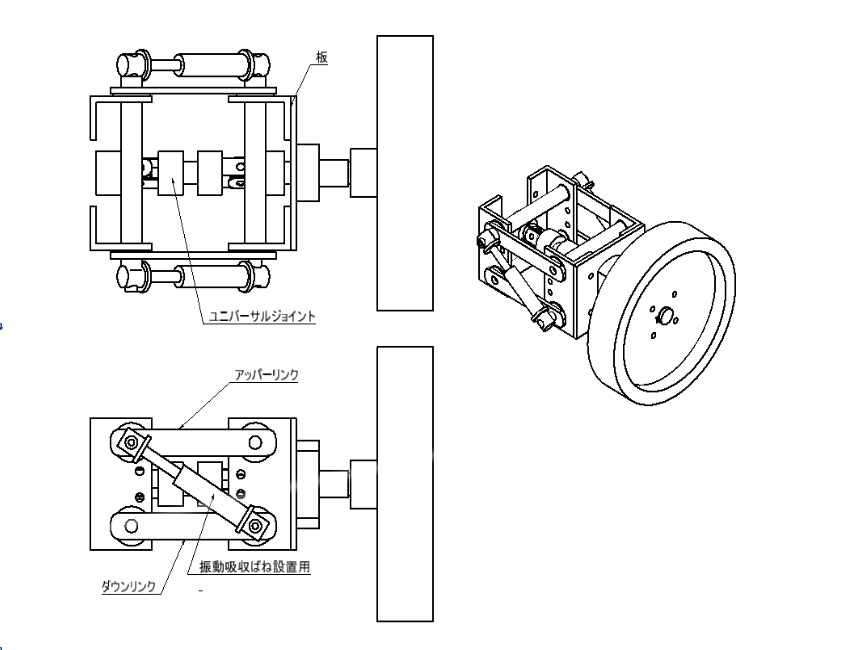 板
ユニバーサルジョイント
アッパーリンク
振動吸収ばね設置用
ダウンリンク